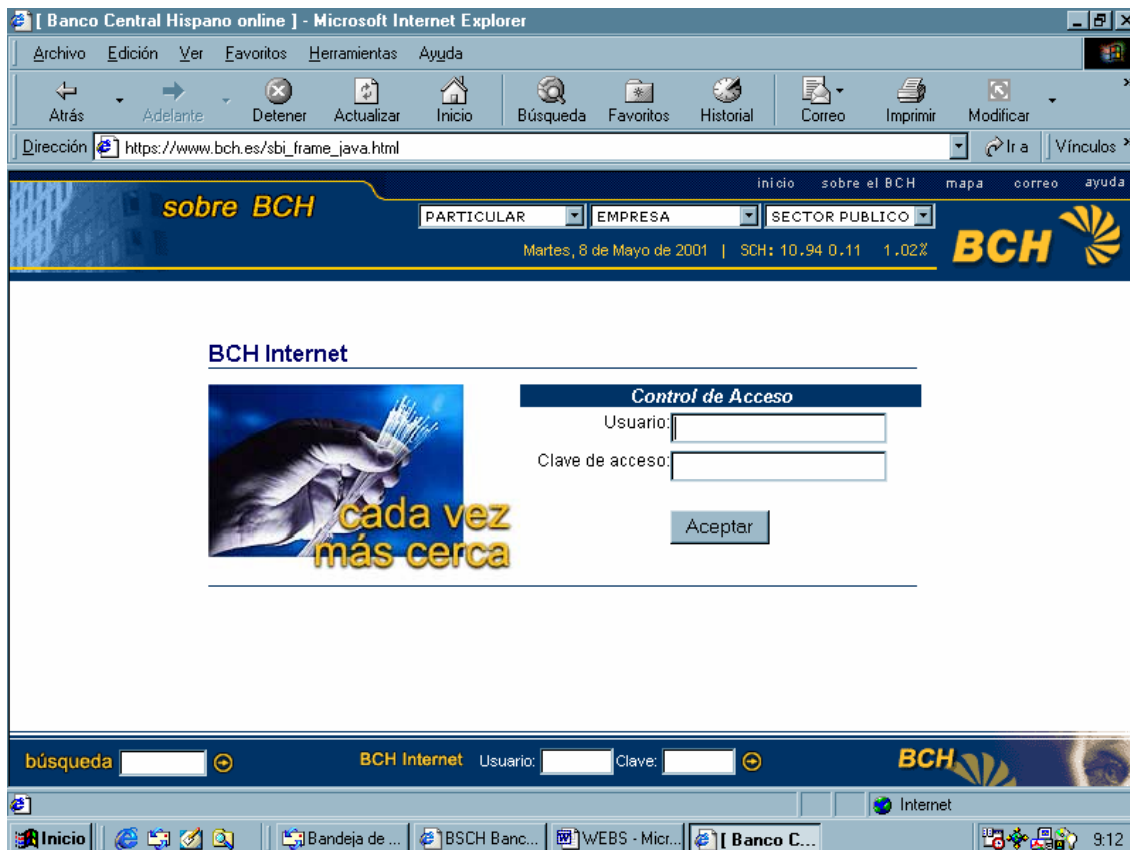 [ Banco Central Hispano online ] - Microsoft Internet Explorer
Archivo Edición Ver Favoritos Herramientas Ayuda
Atrás Adelante Detener Actualizar Inicio Búsqueda Favoritos Historial Correo Imprimir Modificar
Dirección https://www.bch.es/sbi_frame_java.html Ir a Vínculos
inicio sobre el BCH mapa correo ayuda
sobre BCH
PARTICULAR EMPRESA SECTOR PUBLICO
Martes, 8 de Mayo de 2001 | SCH: 10.94 0.11 1.02%
BCH
BCH Internet
Control de Acceso
Usuario:
Clave de acceso:
cada vez
más cerca
Aceptar
búsqueda BCH Internet Usuario: Clave: BCH
Internet
Inicio Bandeja de ... BSCH Banc... WEBS - Micr... [ Banco C... 9:12